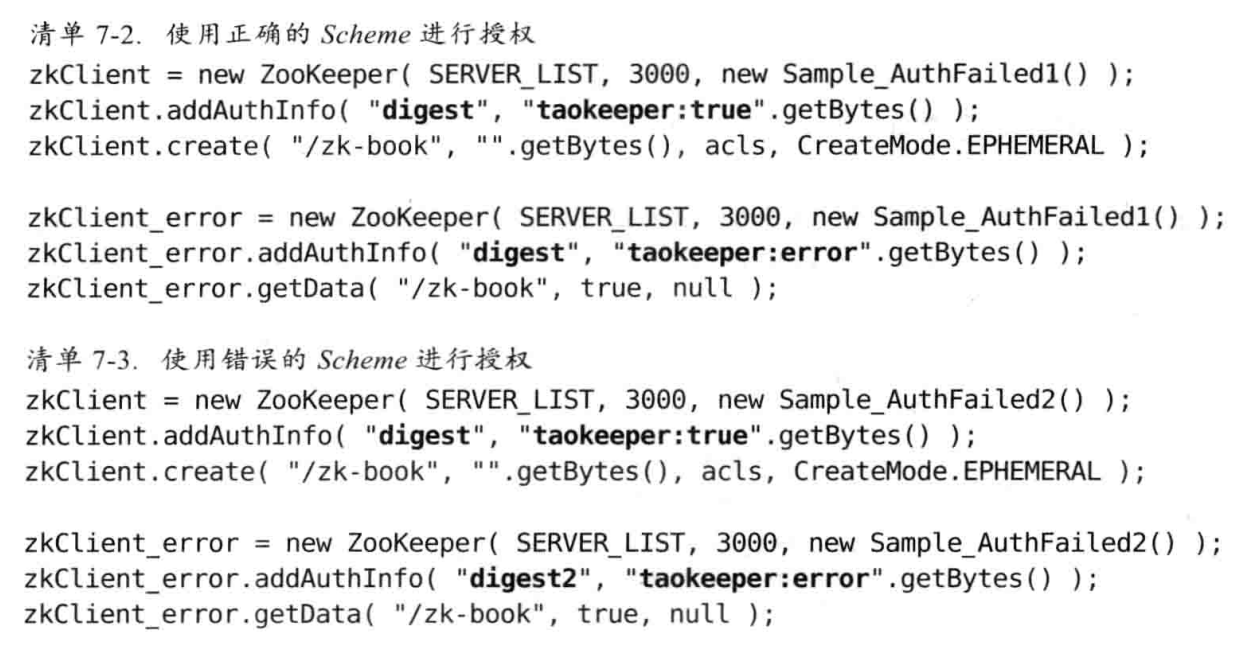 清单 7-2. 使用正确的 Scheme 进行授权
zkClient = new ZooKeeper( SERVER_LIST, 3000, new Sample_AuthFailed1() );
zkClient.addAuthInfo( "digest", "taokeeper:true".getBytes() );
zkClient.create( "/zk-book", "".getBytes(), acls, CreateMode.EPHEMERAL );
zkClient_error = new ZooKeeper( SERVER_LIST, 3000, new Sample_AuthFailed1() );
zkClient_error.addAuthInfo( "digest", "taokeeper:error".getBytes() );
zkClient_error.getData( "/zk-book", true, null );
清单 7-3. 使用错误的 Scheme 进行授权
zkClient = new ZooKeeper( SERVER_LIST, 3000, new Sample_AuthFailed2() );
zkClient.addAuthInfo( "digest", "taokeeper:true".getBytes() );
zkClient.create( "/zk-book", "".getBytes(), acls, CreateMode.EPHEMERAL );
zkClient_error = new ZooKeeper( SERVER_LIST, 3000, new Sample_AuthFailed2() );
zkClient_error.addAuthInfo( "digest2", "taokeeper:error".getBytes() );
zkClient_error.getData( "/zk-book", true, null );